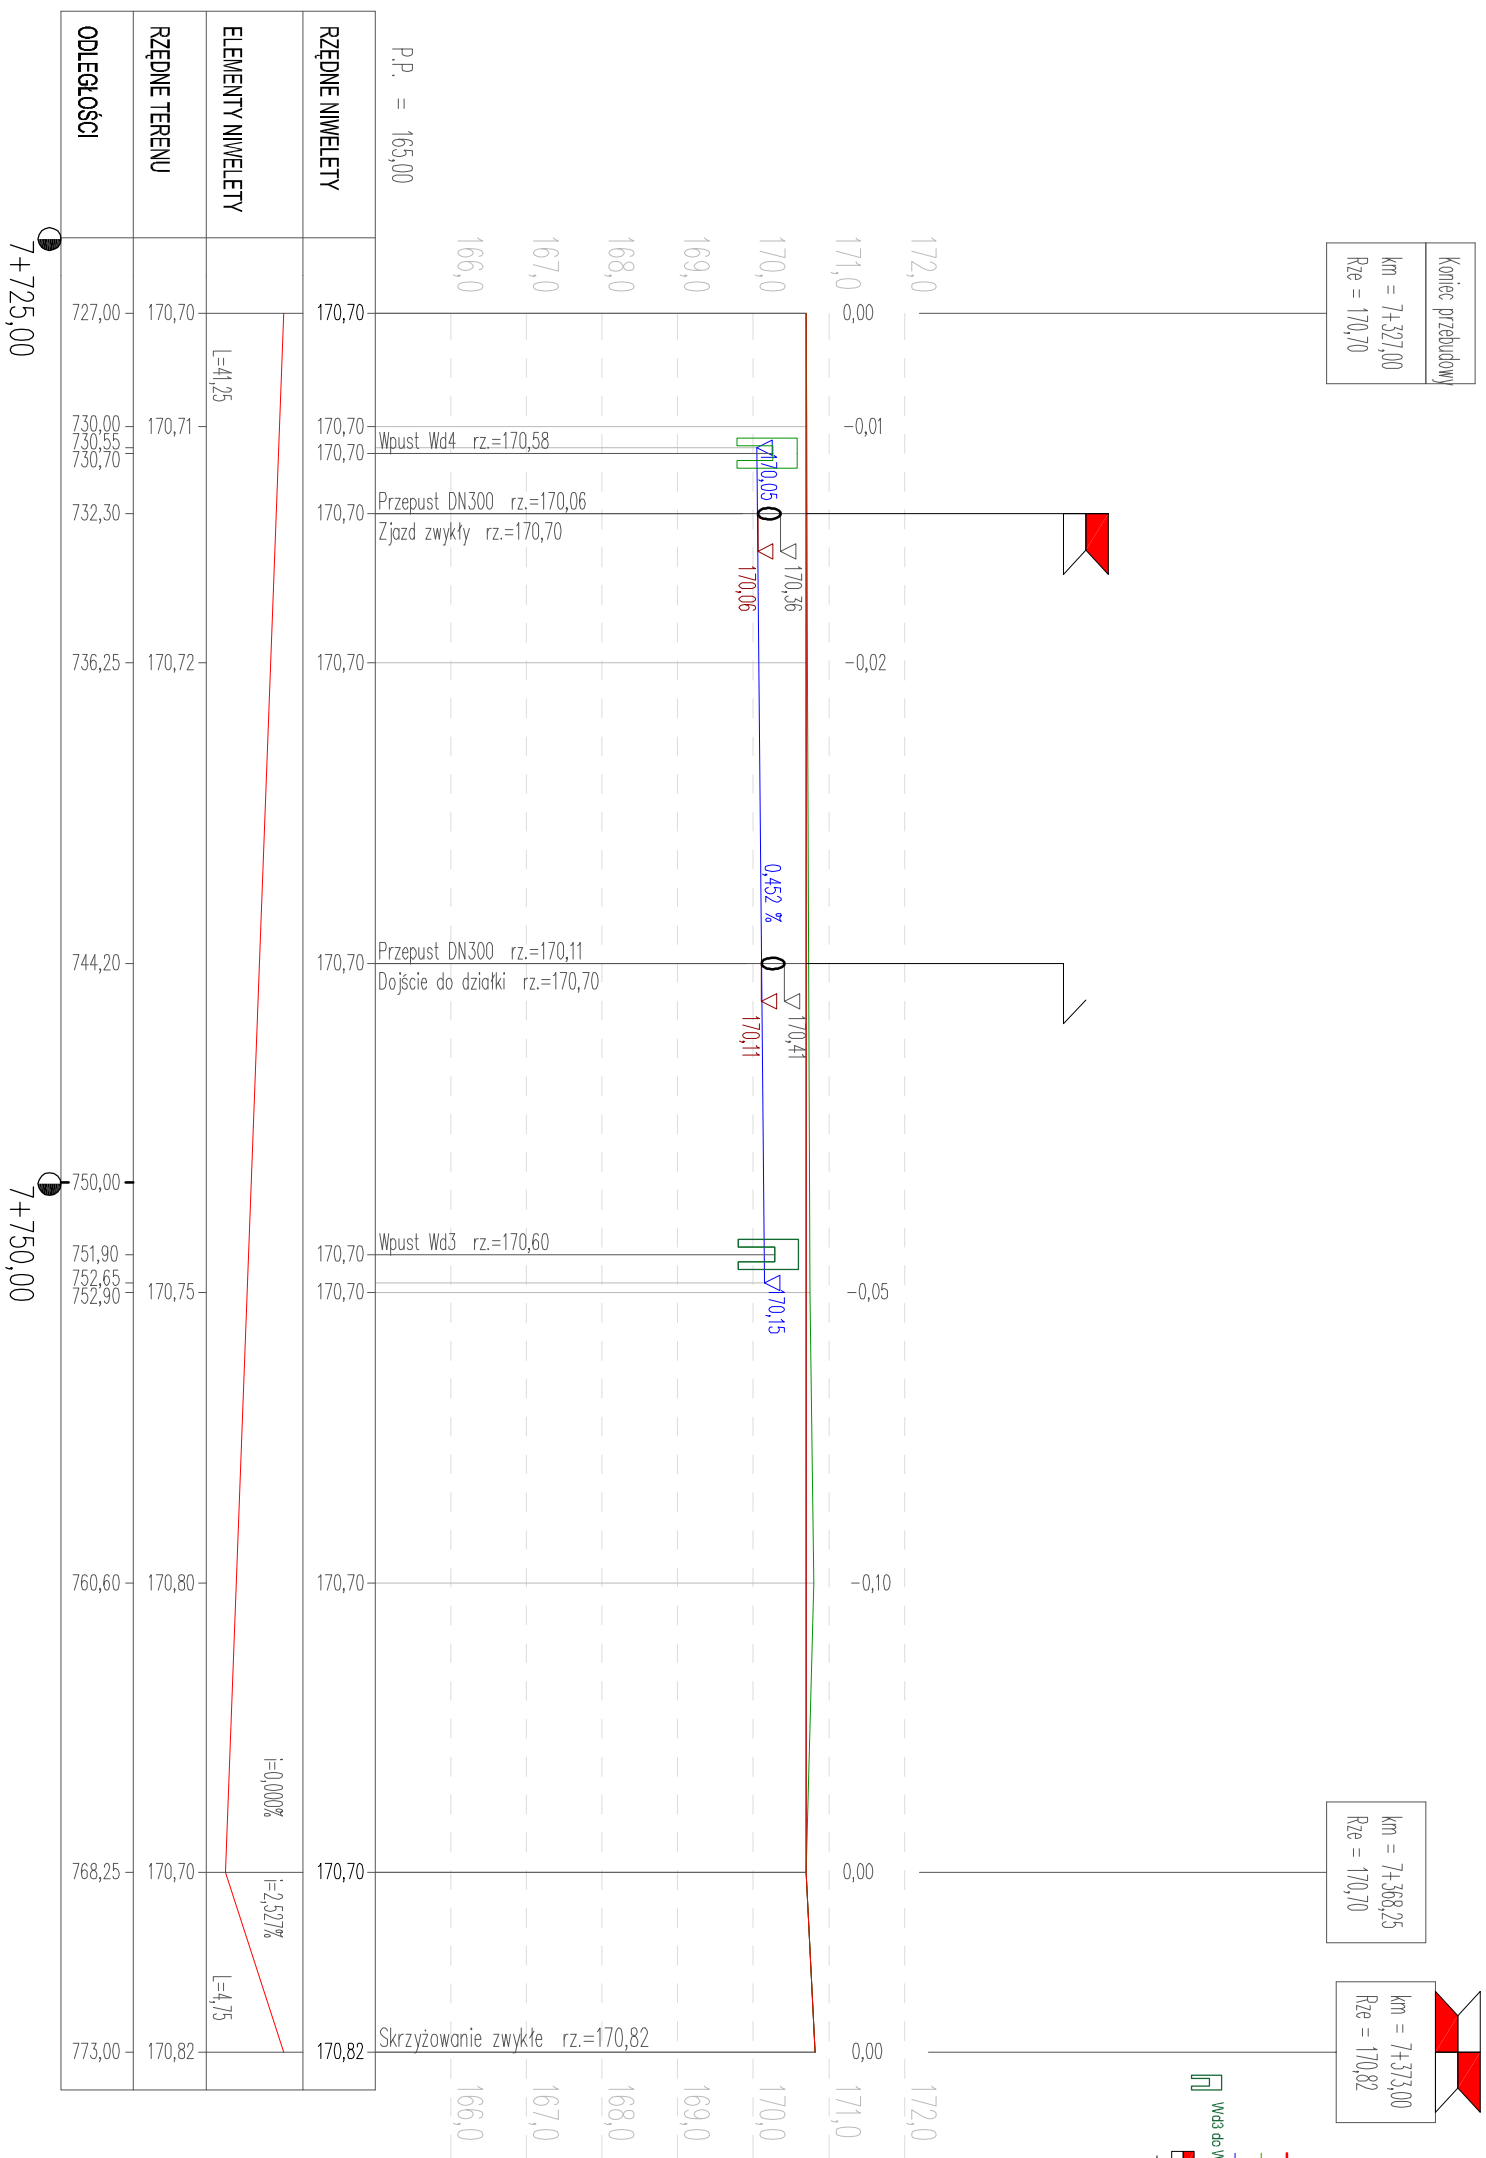 Koniec przebudowy
km = 7+327,00
Rze = 170,70
km = 7+368,25
Rze = 170,70
km = 7+373,00
Rze = 170,82
Wd3 do W
172,0
171,0
170,0
169,0
168,0
167,0
166,0
172,0
171,0
170,0
169,0
168,0
167,0
166,0
0,00
-0,01
-0,02
-0,05
-0,10
0,00
0,00
170,05
170,36
170,06
0,452 %
170,41
170,11
170,15
P.P. = 165,00
Wpust Wd4 rz.=170,58
Przepust DN300 rz.=170,06
Zjazd zwykły rz.=170,70
Przepust DN300 rz.=170,11
Dojście do działki rz.=170,70
Wpust Wd3 rz.=170,60
Skrzyżowanie zwykłe rz.=170,82
RZĘDNE NIWELETY
170,70
170,70
170,70
170,70
170,70
170,70
170,70
170,70
170,70
170,70
170,82
ELEMENTY NIWELETY
L=41,25
i=0,000%
i=2,527%
L=4,75
RZĘDNE TERENU
170,70
170,71
170,72
170,75
170,80
170,70
170,82
ODLEGŁOŚCI
727,00
730,00
730,55
730,70
732,30
736,25
744,20
750,00
751,90
752,65
752,90
760,60
768,25
773,00
7+725,00
7+750,00